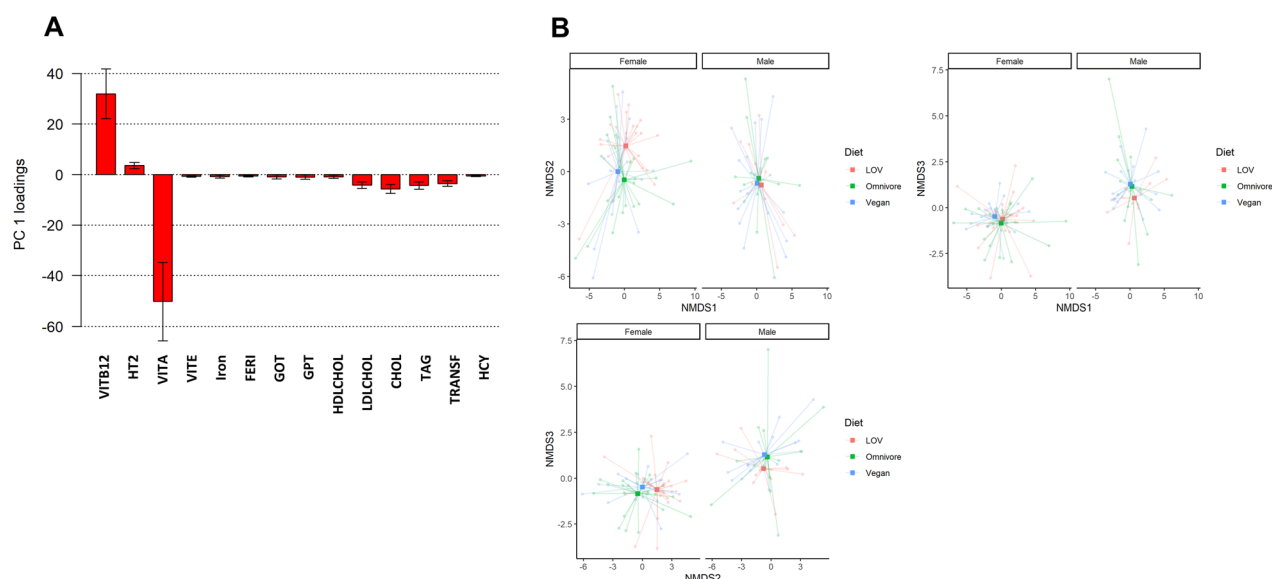 A
PC 1 loadings
40
20
0
-20
-40
-60
VITB12
HT2
VITA
VITE
Iron
FERI
GOT
GPT
HDLCHOL
LDLCHOL
CHOL
TAG
TRANSF
HCY
B
Female
Male
NMDS2
3
0
-3
-6
-5 0 5 10 -5 0 5 10
NMDS1
Diet
LOV
Omnivore
Vegan
Female
Male
NMDS3
7.5
5.0
2.5
0.0
-2.5
-5 0 5 10 -5 0 5 10
NMDS1
Diet
LOV
Omnivore
Vegan
Female
Male
NMDS3
7.5
5.0
2.5
0.0
-2.5
-6 -3 0 3 -6 -3 0 3
NMDS2
Diet
LOV
Omnivore
Vegan